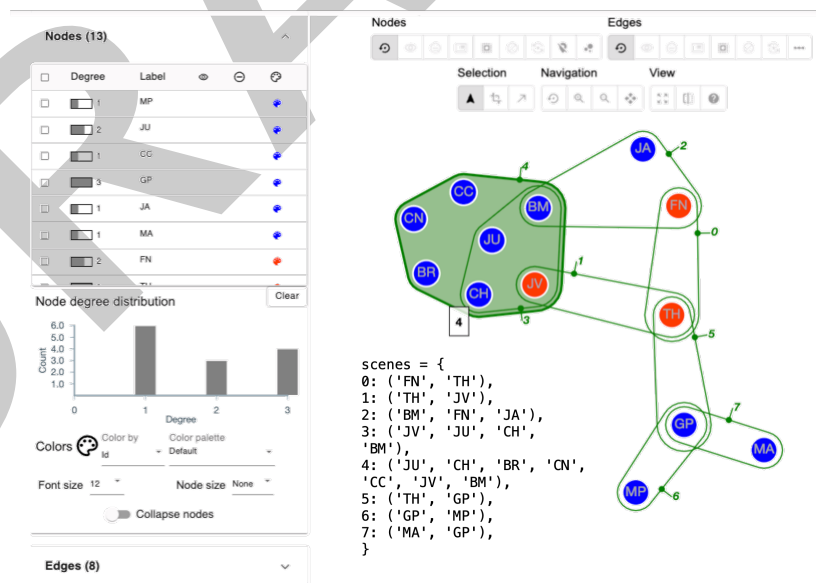 Nodes (13)
Degree Label
1 MP
2 JU
1 CC
3 GP
1 JA
1 MA
2 FN
Node degree distribution
Clear
6.0
5.0
4.0
3.0
2.0
1.0
Count
0 1 2 3
Degree
Colors
Color by
Id
Color palette
Default
Font size 12
Node size None
Collapse nodes
Edges (8)
Nodes
Edges
Selection
Navigation
View
JA
2
FN
0
4
CC
BM
CN
JU
1
BR
JV
CH
3
4
TH
5
GP
7
MA
MP
6
scenes = {
0: ('FN', 'TH'),
1: ('TH', 'JV'),
2: ('BM', 'FN', 'JA'),
3: ('JV', 'JU', 'CH',
'BM'),
4: ('JU', 'CH', 'BR', 'CN',
'CC', 'JV', 'BM'),
5: ('TH', 'GP'),
6: ('GP', 'MP'),
7: ('MA', 'GP'),
}